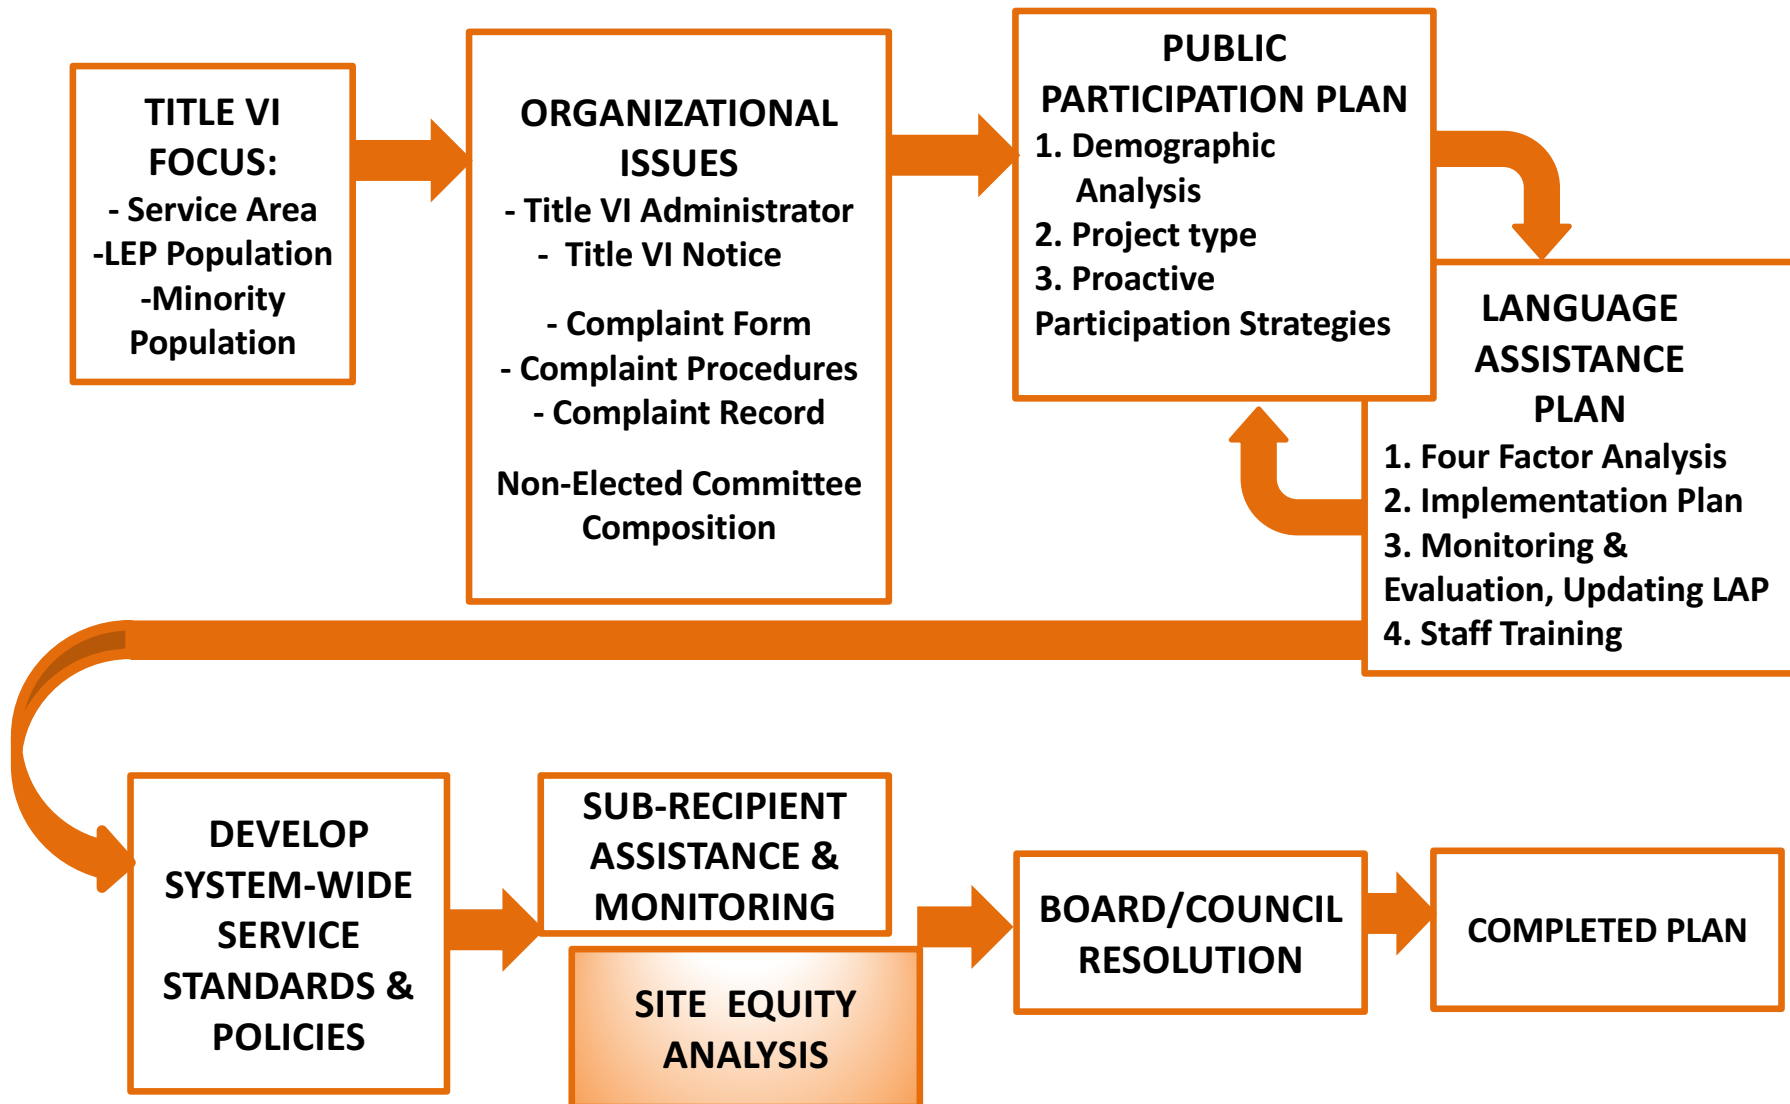 TITLE VI
FOCUS:
- Service Area
-LEP Population
-Minority
Population
ORGANIZATIONAL
ISSUES
- Title VI Administrator
- Title VI Notice
- Complaint Form
- Complaint Procedures
- Complaint Record
Non-Elected Committee
Composition
PUBLIC
PARTICIPATION PLAN
1. Demographic
Analysis
2. Project type
3. Proactive
Participation Strategies
LANGUAGE
ASSISTANCE
PLAN
1. Four Factor Analysis
2. Implementation Plan
3. Monitoring &
Evaluation, Updating LAP
4. Staff Training
DEVELOP
SYSTEM-WIDE
SERVICE
STANDARDS &
POLICIES
SUB-RECIPIENT
ASSISTANCE &
MONITORING
SITE EQUITY
ANALYSIS
BOARD/COUNCIL
RESOLUTION
COMPLETED PLAN